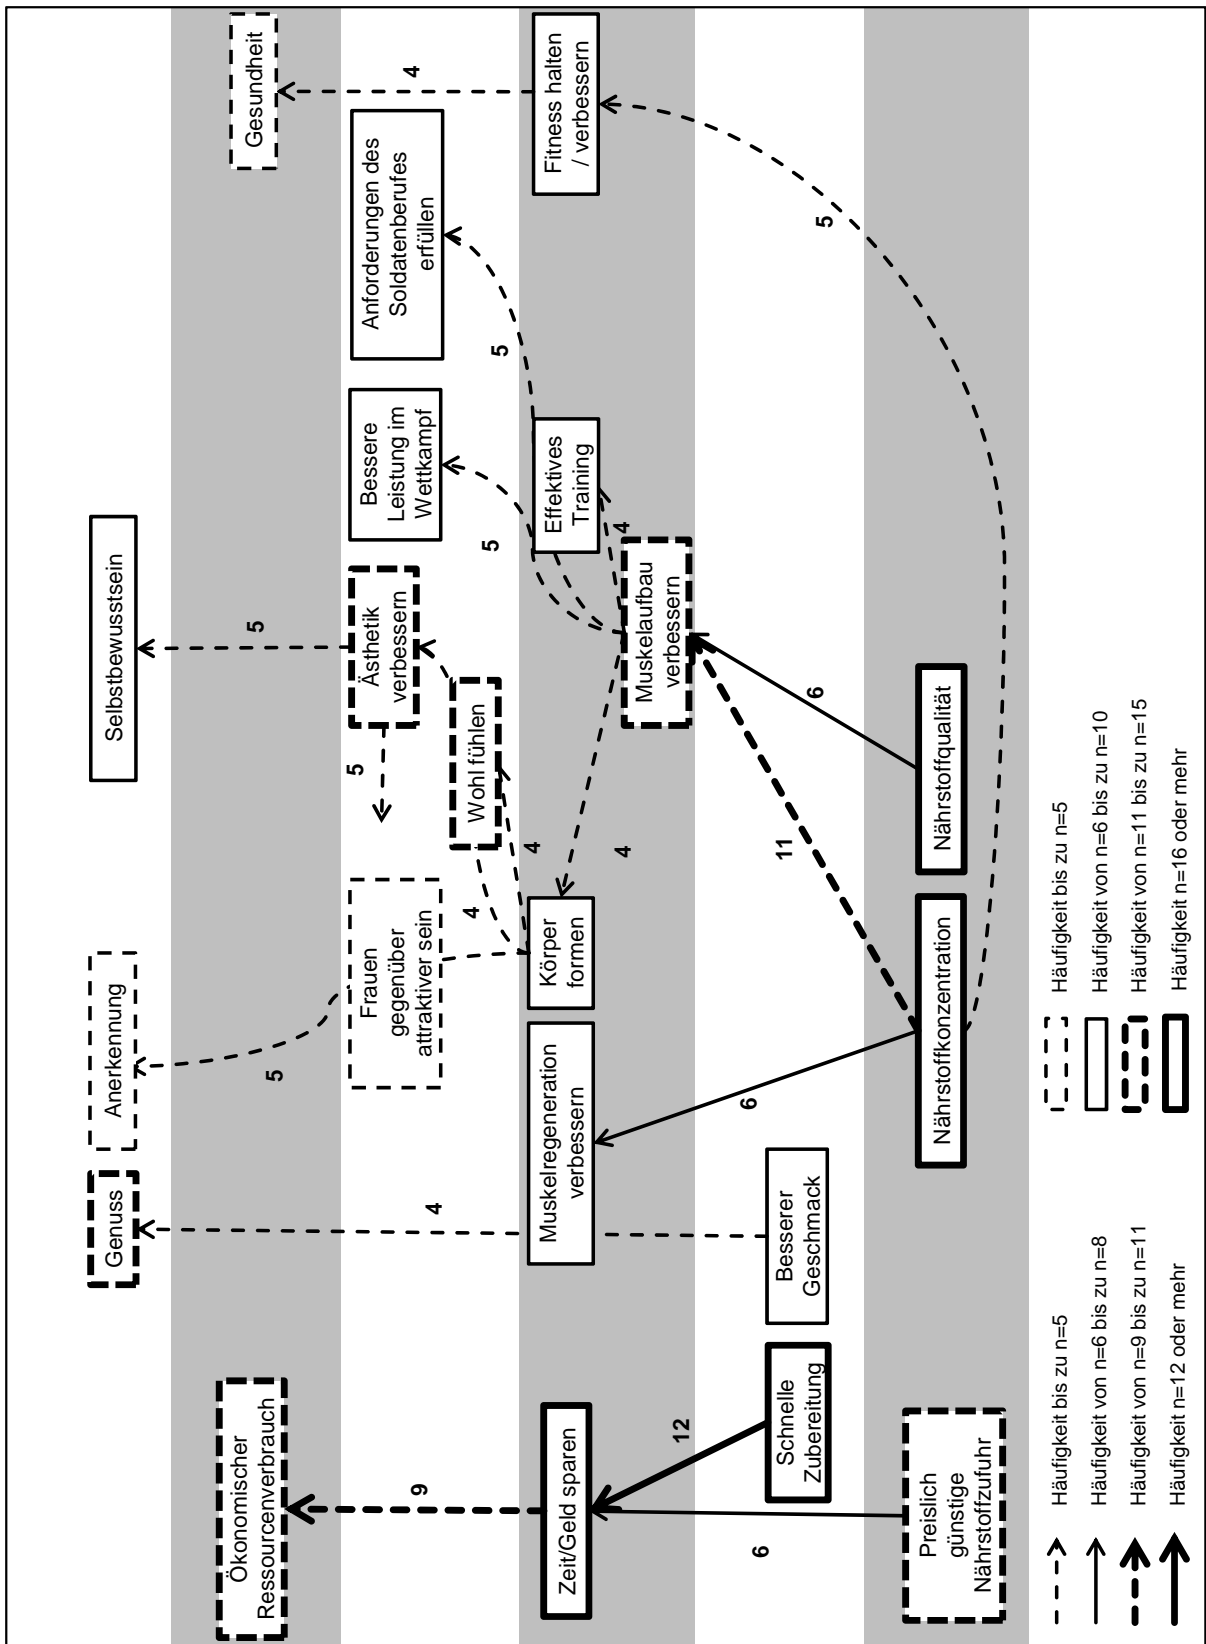 Selbstbewusstsein
Anerkennung
Genuss
Gesundheit
Ökonomischer
Ressourcenverbrauch
Anforderungen des
Soldatenberufes
erfüllen
Bessere
Leistung im
Wettkampf
Ästhetik
verbessern
Frauen
gegenüber
attraktiver sein
Wohl fühlen
Fitness halten
/ verbessern
Effektives
Training
Körper
formen
Muskelregeneration
verbessern
Zeit/Geld sparen
Muskelaufbau
verbessern
Besserer
Geschmack
Schnelle
Zubereitung
Nährstoffqualität
Nährstoffkonzentration
Preislich
günstige
Nährstoffzufuhr
4
5
5
5
5
5
5
4
9
4
4
4
4
5
6
11
6
12
6
Häufigkeit bis zu n=5
Häufigkeit von n=6 bis zu n=8
Häufigkeit von n=9 bis zu n=11
Häufigkeit n=12 oder mehr
Häufigkeit bis zu n=5
Häufigkeit von n=6 bis zu n=10
Häufigkeit von n=11 bis zu n=15
Häufigkeit n=16 oder mehr